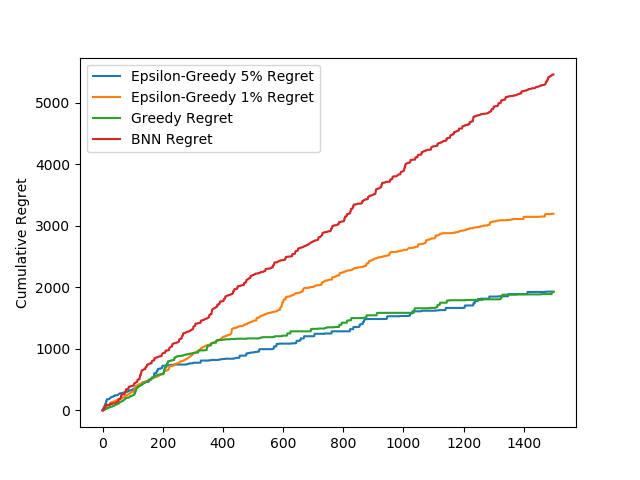 Epsilon-Greedy 5% Regret
Epsilon-Greedy 1% Regret
Greedy Regret
BNN Regret
Cumulative Regret
5000
4000
3000
2000
1000
0
0 200 400 600 800 1000 1200 1400